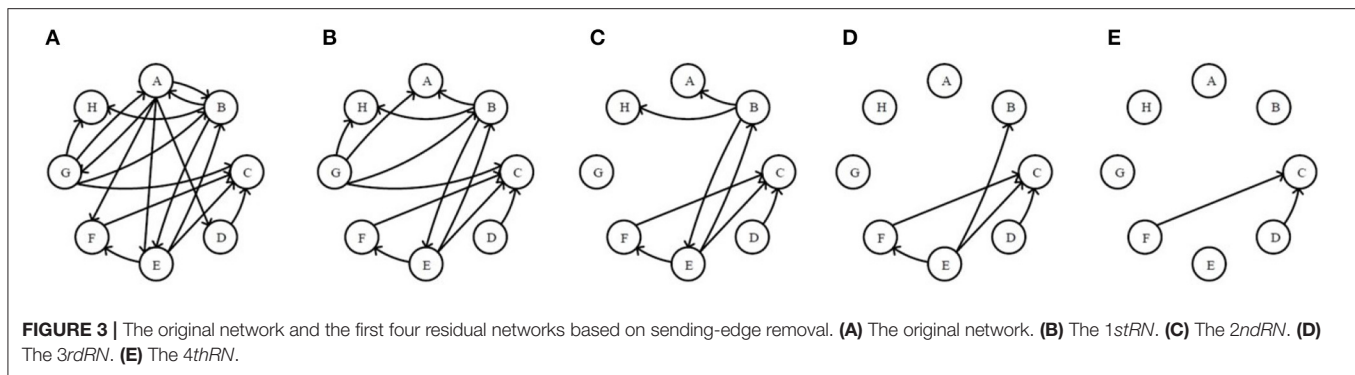 A
B
C
D
E
A
B
C
D
E
F
G
H
A
B
C
D
E
F
G
H
A
B
C
D
E
F
G
H
A
B
C
D
E
F
G
H
A
B
C
D
E
F
G
H
FIGURE 3 | The original network and the first four residual networks based on sending-edge removal. (A) The original network. (B) The 1stRN. (C) The 2ndRN. (D)
The 3rdRN. (E) The 4thRN.